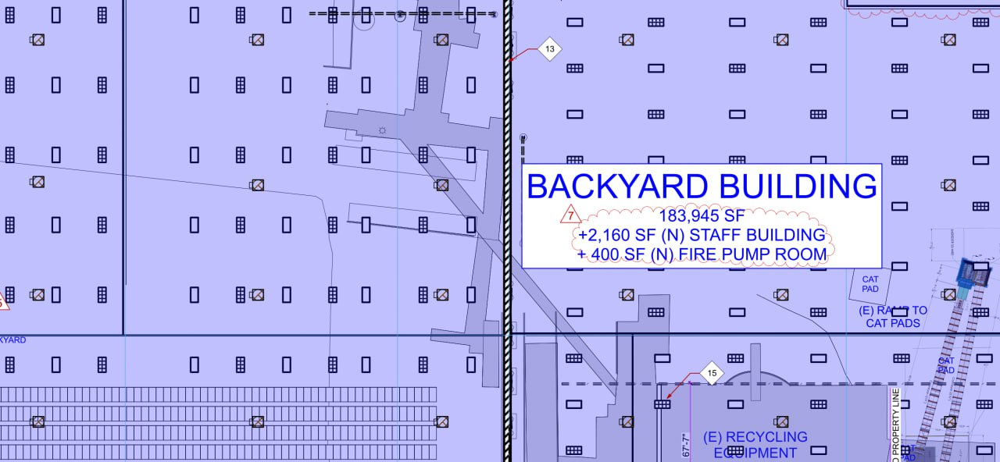 13
BACKYARD BUILDING
7
183,945 SF
+2,160 SF (N) STAFF BUILDING
+ 400 SF (N) FIRE PUMP ROOM
CAT
PAD
(E) RAMP TO
CAT PADS
KYARD
CAT
PAD
15
PROPERTY LINE
(E) RECYCLING
EQUIPMENT
67'-7"